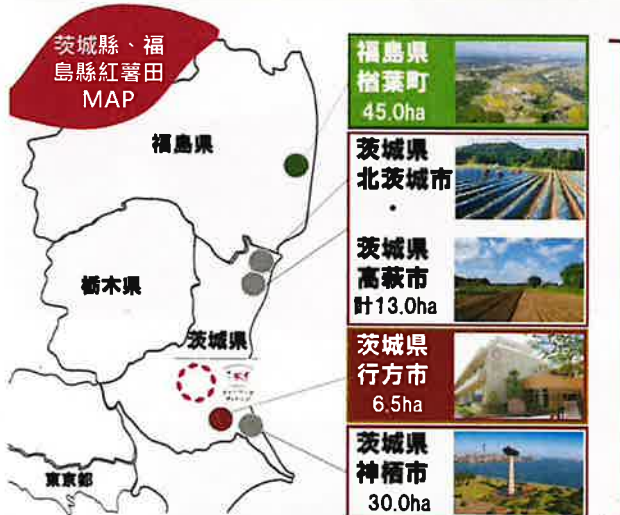 茨城縣、福
島縣紅薯田
MAP
福島県
栃木県
茨城県
東京都
福島県
楢葉町
45.0ha
茨城県
北茨城市
・
茨城県
高萩市
計13.0ha
茨城県
行方市
6.5ha
茨城県
神栖市
30.0ha